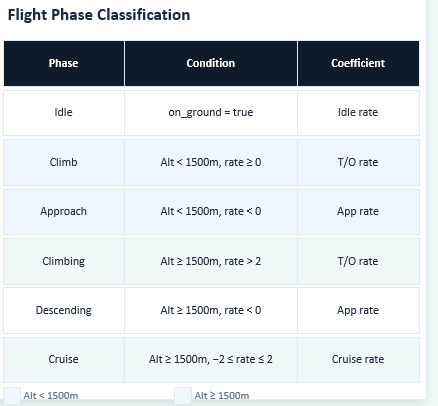 Flight Phase Classification
Phase Condition Coefficient
Idle on_ground = true Idle rate
Climb Alt < 1500m, rate ≥ 0 T/O rate
Approach Alt < 1500m, rate < 0 App rate
Climbing Alt ≥ 1500m, rate > 2 T/O rate
Descending Alt ≥ 1500m, rate < 0 App rate
Cruise Alt ≥ 1500m, −2 ≤ rate ≤ 2 Cruise rate
Alt < 1500m Alt ≥ 1500m